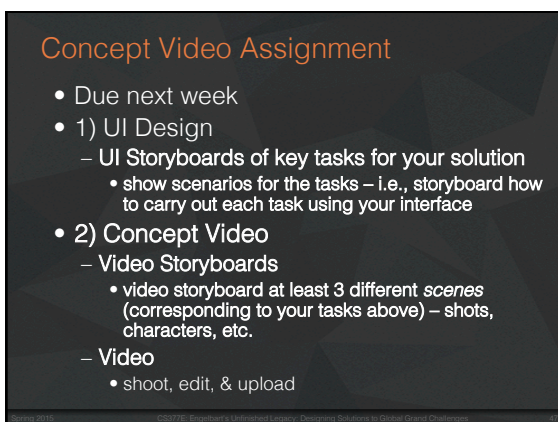 Concept Video Assignment
• Due next week
• 1) UI Design
– UI Storyboards of key tasks for your solution
• show scenarios for the tasks – i.e., storyboard how
to carry out each task using your interface
• 2) Concept Video
– Video Storyboards
• video storyboard at least 3 different scenes
(corresponding to your tasks above) – shots,
characters, etc.
– Video
• shoot, edit, & upload
Spring 2015 CS377E: Engelbart's Unfinished Legacy: Designing Solutions to Global Grand Challenges 47